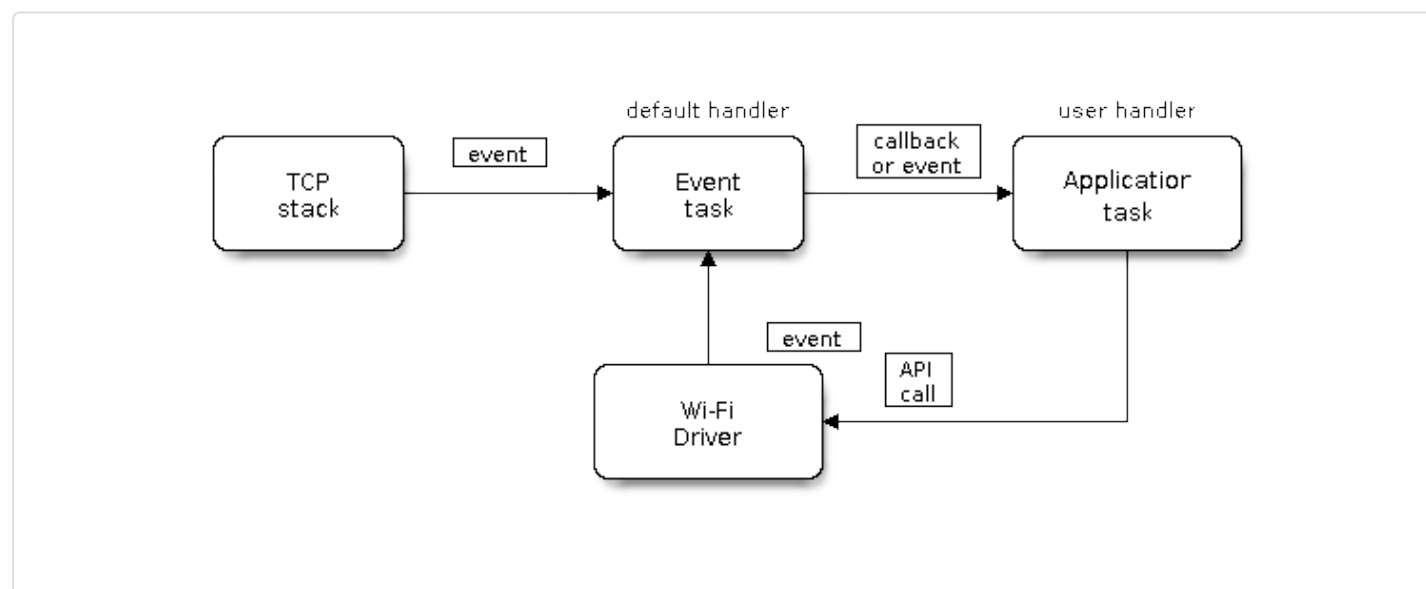 default handler
user handler
event
callback
or event
TCP
stack
Event
task
Application
task
event
API
call
Wi-Fi
Driver